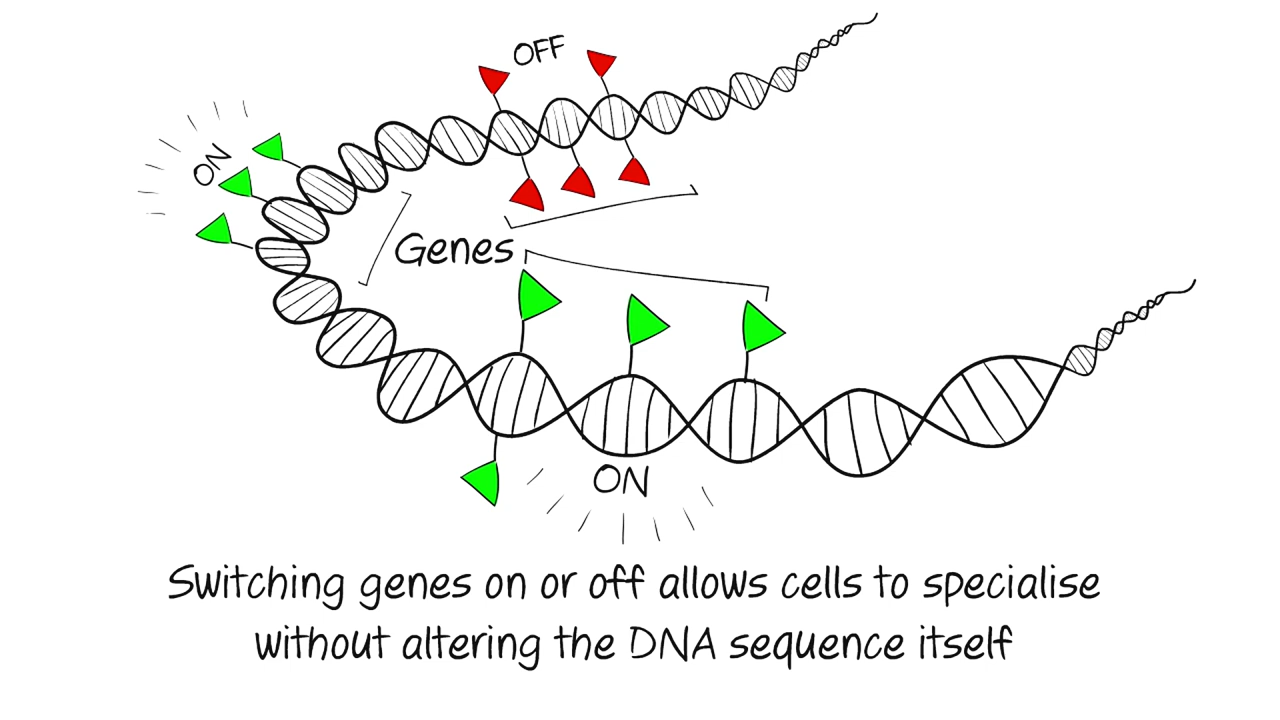 OFF
ON
Genes
ON
Switching genes on or off allows cells to specialise
without altering the DNA sequence itself